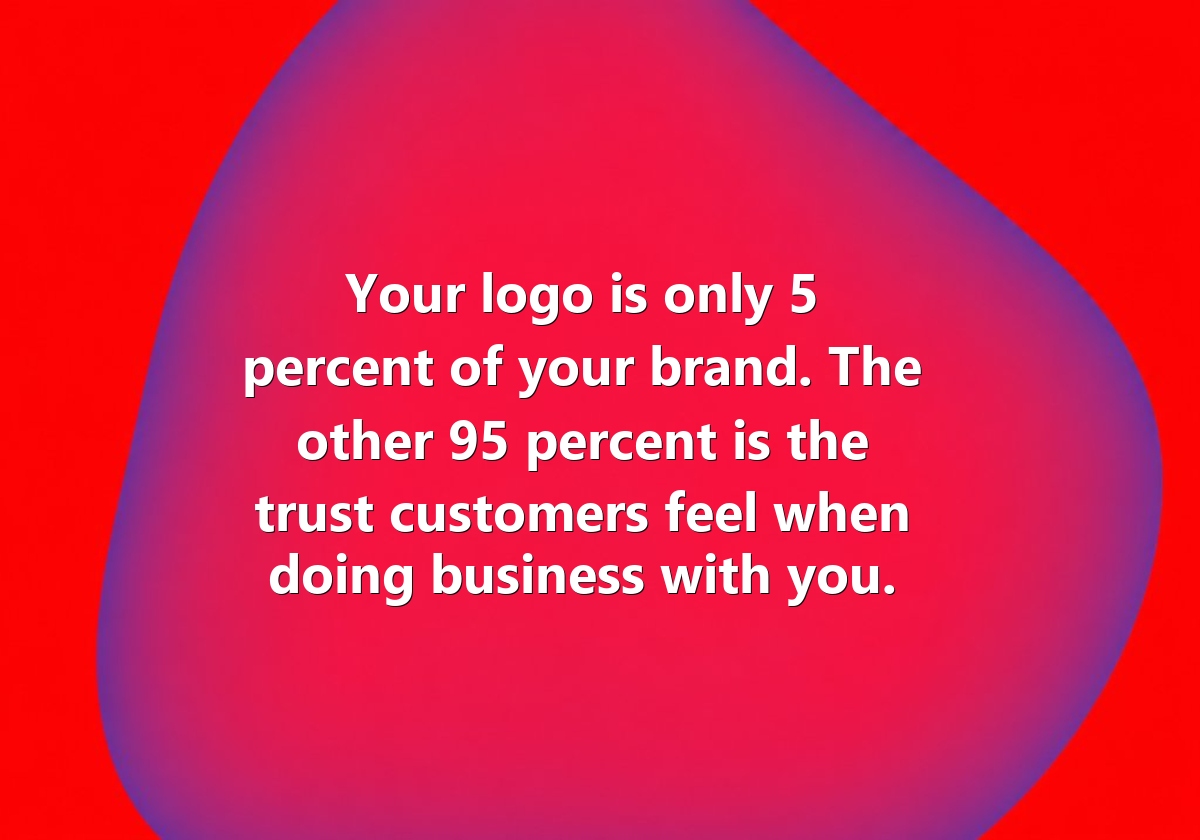 Your logo is only 5
percent of your brand. The
other 95 percent is the
trust customers feel when
doing business with you.